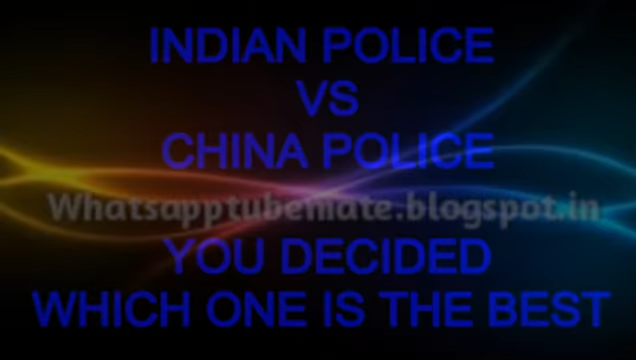 INDIAN POLICE
VS
CHINA POLICE
Whatsapptubemate.blogspot.in
YOU DECIDED
WHICH ONE IS THE BEST